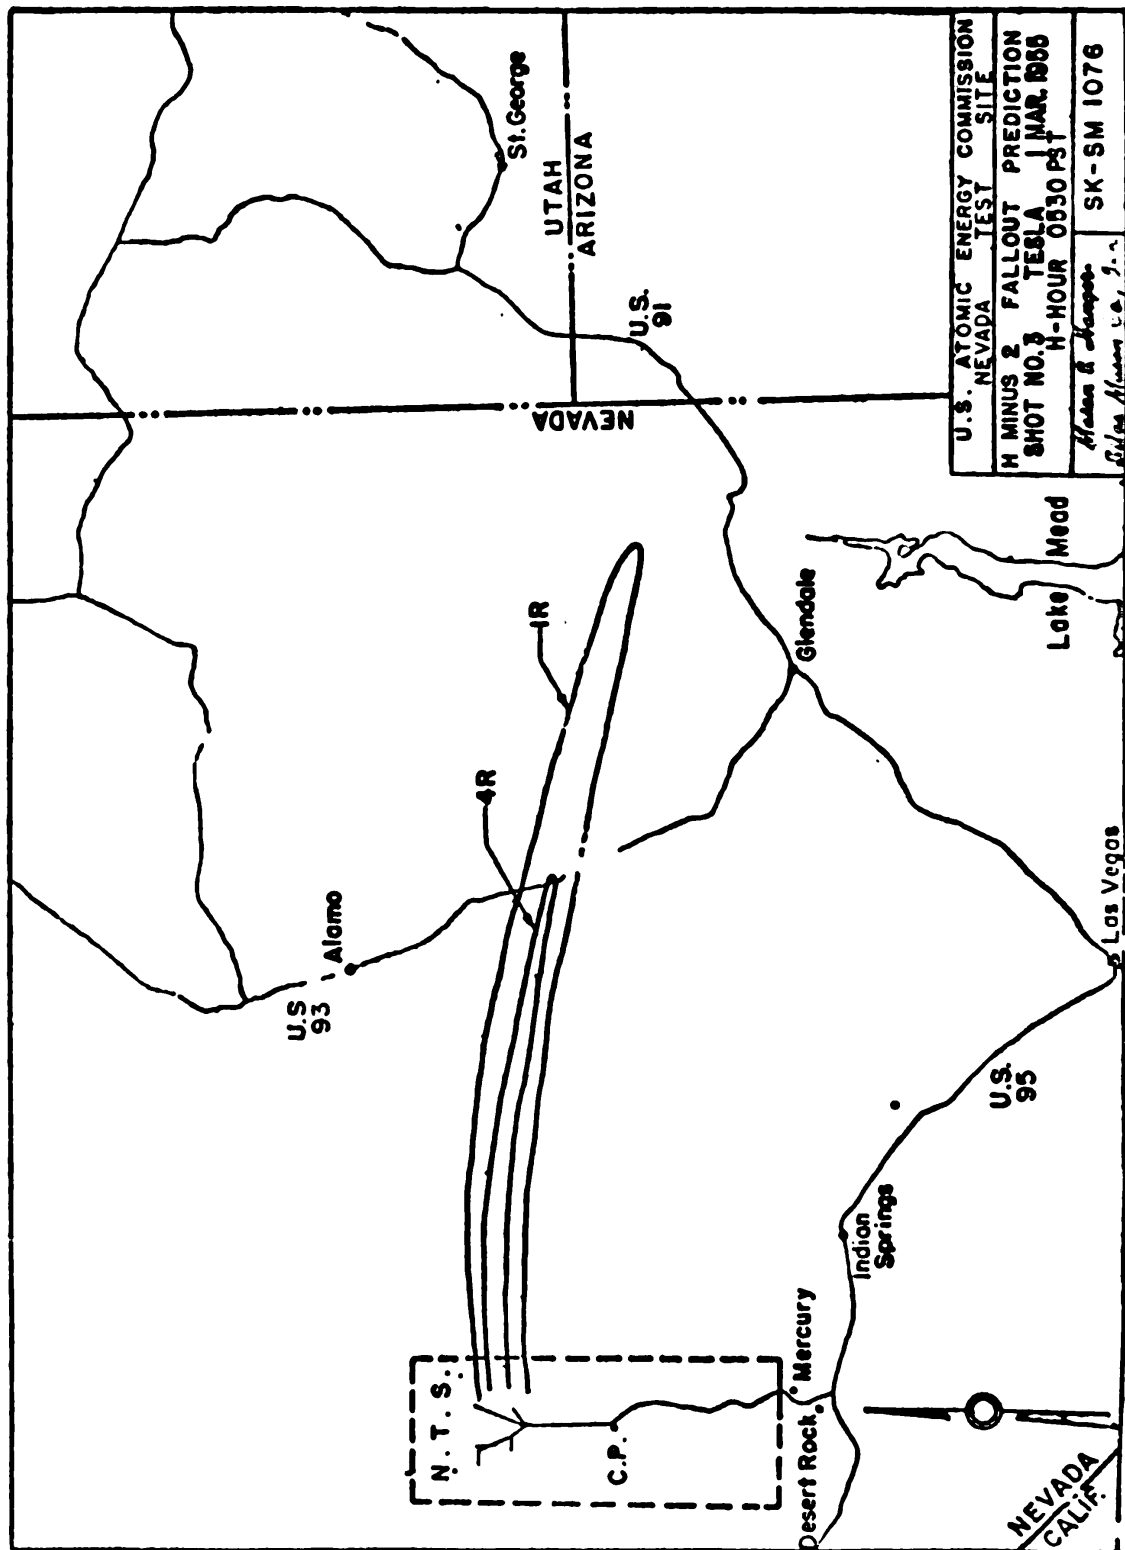 St. George
UTAH
ARIZONA
U.S.
91
NEVADA
1R
4R
Alamo
U.S
93
Glendale
Lake Mead
Las Vegas
U.S.
95
Indian
Springs
N. T. S.
C.P.
Mercury
Desert Rock
NEVADA
CALIF.
U.S. ATOMIC ENERGY COMMISSION
NEVADA TEST SITE
H MINUS 2 FALLOUT PREDICTION
SHOT NO.3 TESLA 1 MAR. 1955
H-HOUR 0530 PST
SK-SM 1076